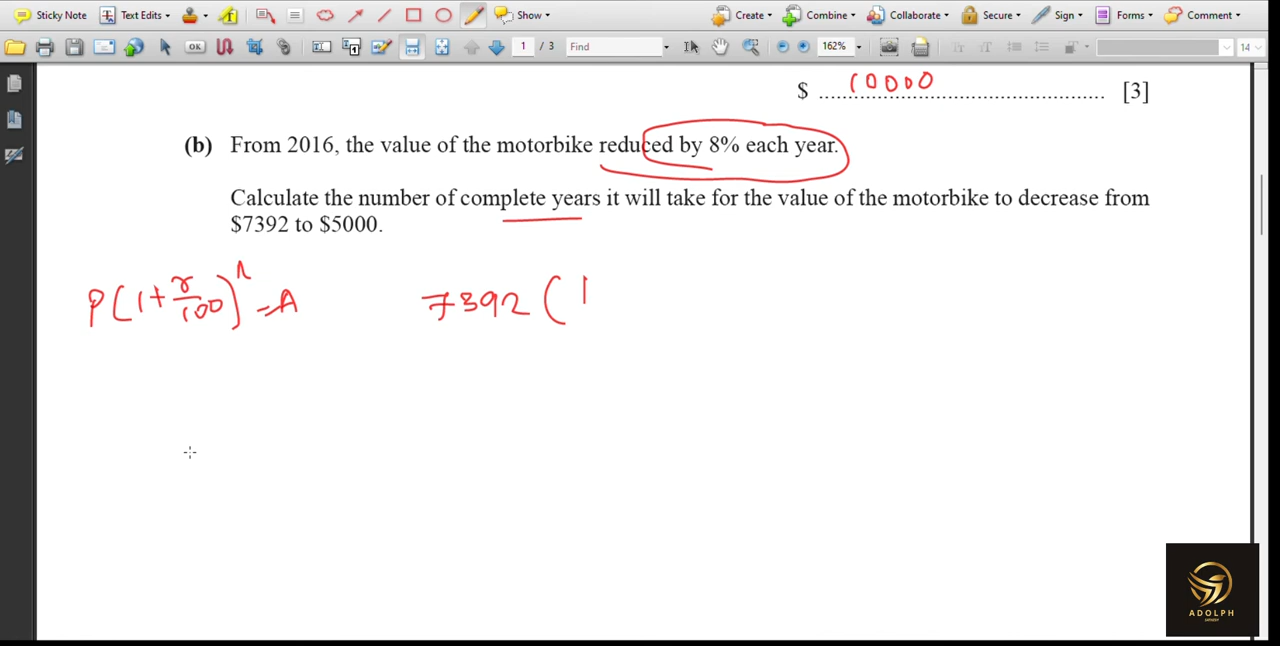 Sticky Note Text Edits Show Create Combine Collaborate Secure Sign Forms Comment
OK 1 / 3 Find 162% 14
$ 10000 [3]
(b) From 2016, the value of the motorbike reduced by 8% each year.
Calculate the number of complete years it will take for the value of the motorbike to decrease from
$7392 to $5000.
P(1+r/100)^n=A 7392 (1
ADOLPH